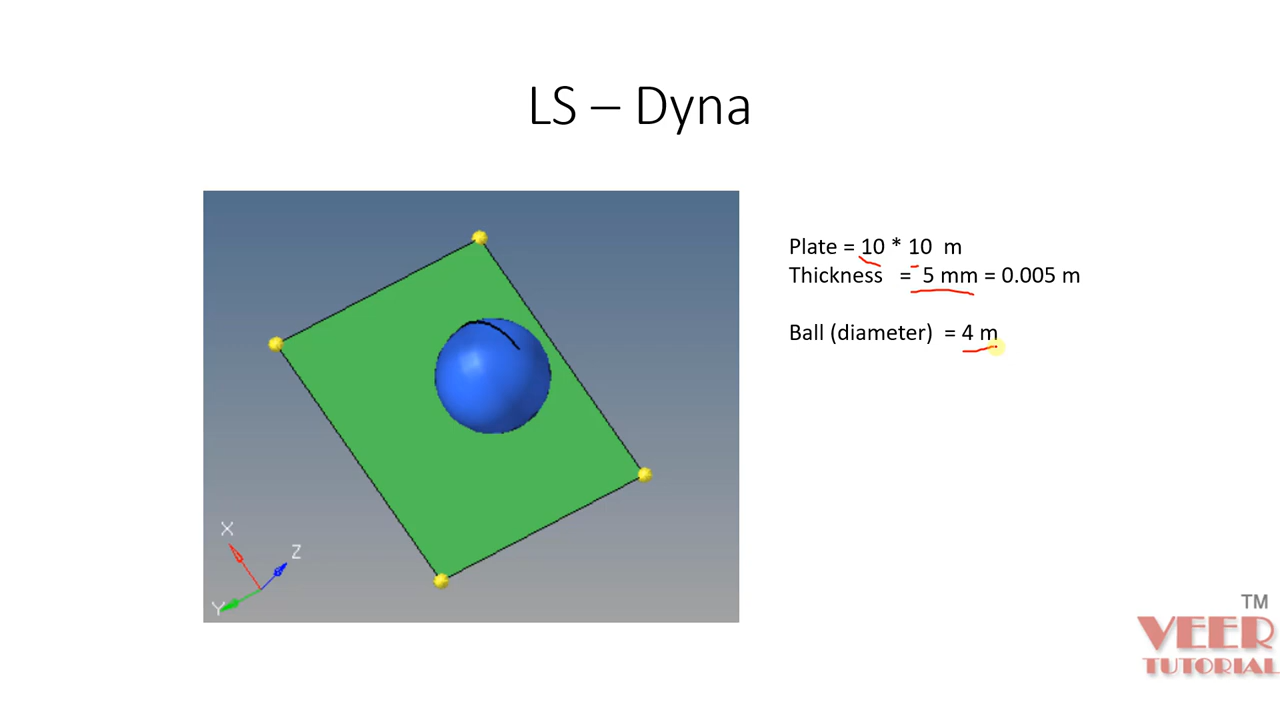 LS – Dyna
Plate = 10 * 10 m
Thickness = 5 mm = 0.005 m
Ball (diameter) = 4 m
X
Z
Y
TM
VEER
TUTORIAL